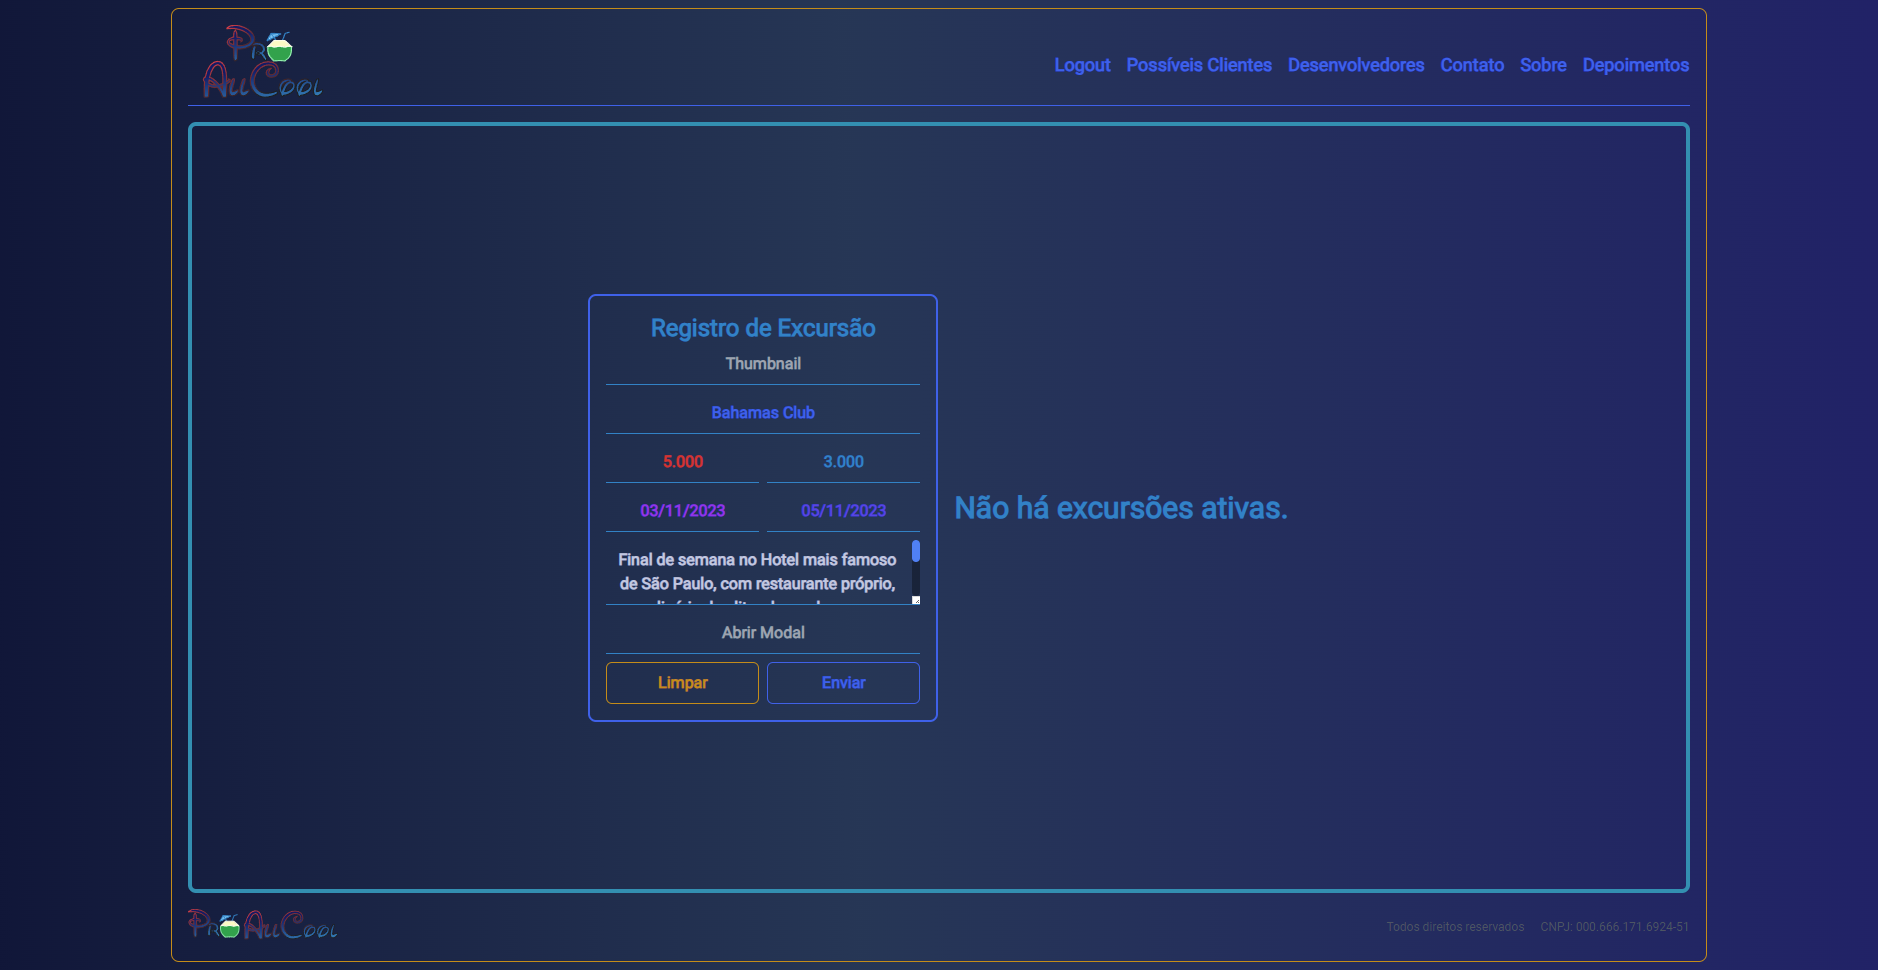 Pro
AuCool
Logout Possíveis Clientes Desenvolvedores Contato Sobre Depoimentos
Registro de Excursão
Thumbnail
Bahamas Club
5.000 3.000
03/11/2023 05/11/2023
Final de semana no Hotel mais famoso
de São Paulo, com restaurante próprio,
Abrir Modal
Limpar Enviar
Não há excursões ativas.
Pro AuCool
Todos direitos reservados CNPJ: 000.666.171.6924-51